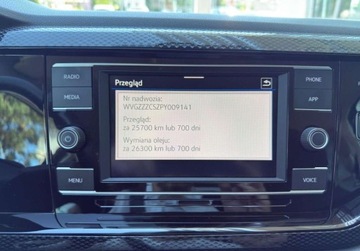 RADIO
MEDIA
MENU
PHONE
APP
VOICE
Przegląd
Nr nadwozia:
WVGZZZCSZPY009141
Przegląd:
za 25700 km lub 700 dni
Wymiana oleju:
za 26300 km lub 700 dni